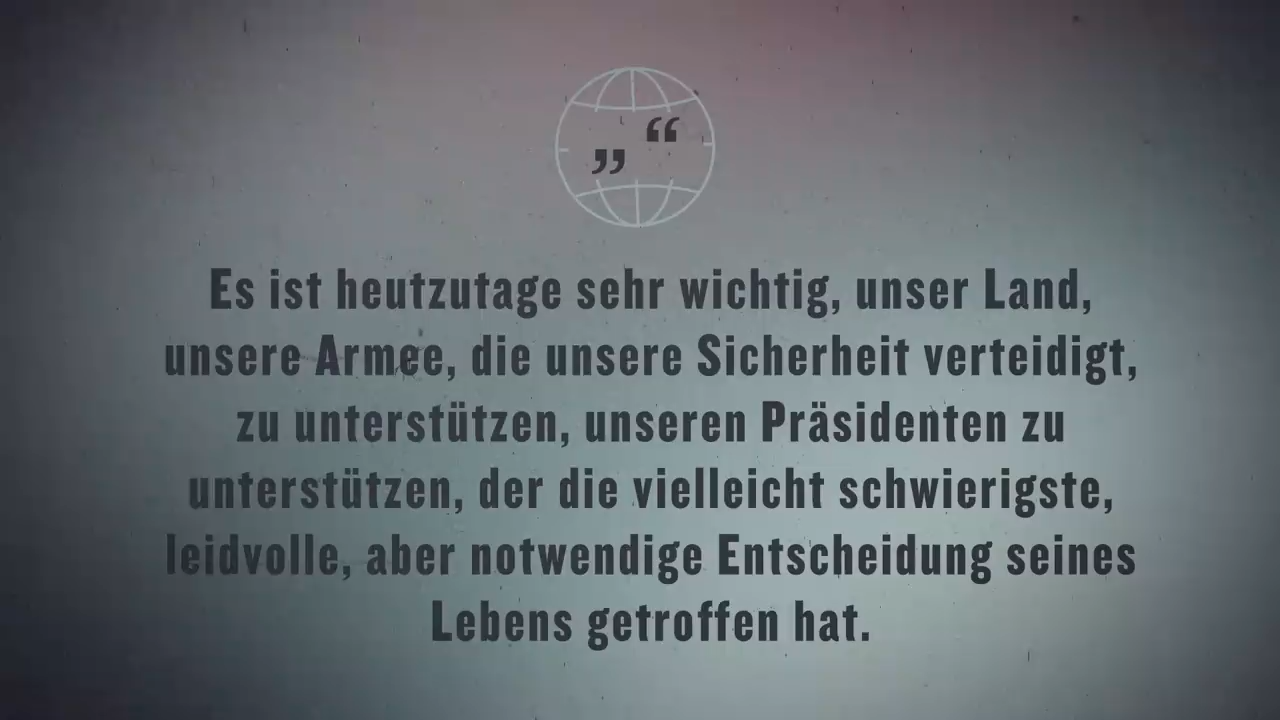 „ “
Es ist heutzutage sehr wichtig, unser Land,
unsere Armee, die unsere Sicherheit verteidigt,
zu unterstützen, unseren Präsidenten zu
unterstützen, der die vielleicht schwierigste,
leidvolle, aber notwendige Entscheidung seines
Lebens getroffen hat.